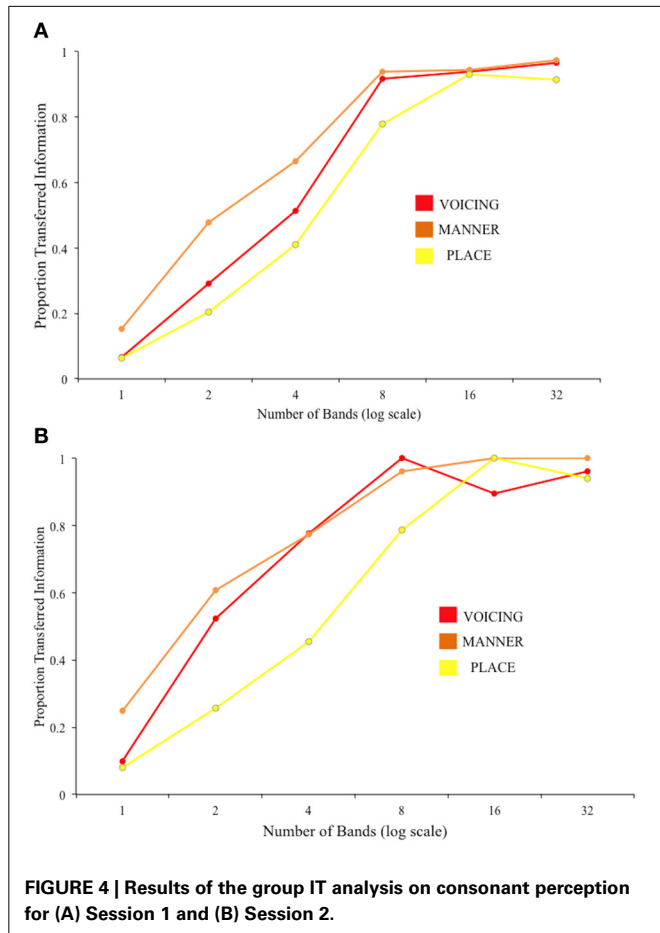 A
1
0.8
0.6
0.4
0.2
0
Proportion Transferred Information
VOICING
MANNER
PLACE
1 2 4 8 16 32
Number of Bands (log scale)
B
1
0.8
0.6
0.4
0.2
0
Proportion Transferred Information
VOICING
MANNER
PLACE
1 2 4 8 16 32
Number of Bands (log scale)
FIGURE 4 | Results of the group IT analysis on consonant perception
for (A) Session 1 and (B) Session 2.